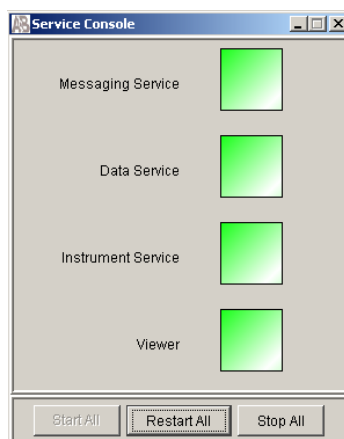 Service Console
Messaging Service
Data Service
Instrument Service
Viewer
Start All Restart All Stop All